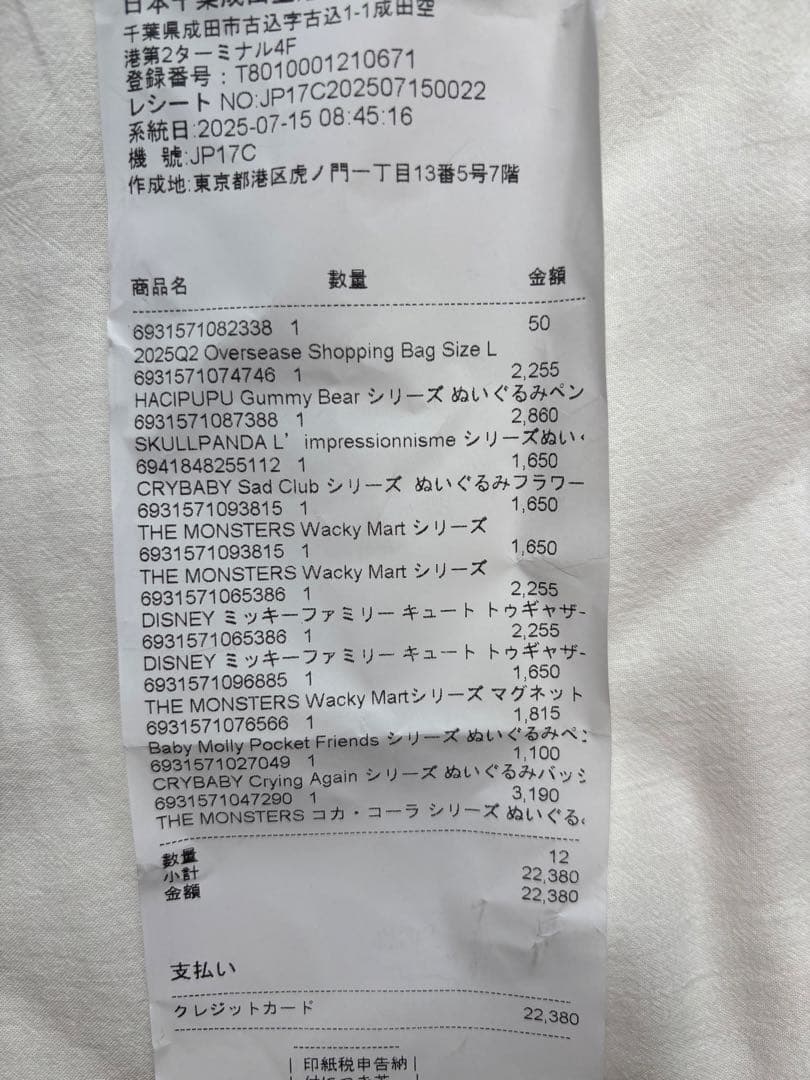 千葉県成田市古込字古込1-1成田空
港第2ターミナル4F
登録番号：T8010001210671
レシート NO:JP17C202507150022
系統日:2025-07-15 08:45:16
機 號:JP17C
作成地:東京都港区虎ノ門一丁目13番5号7階
商品名 數量 金額
6931571082338 1 50
2025Q2 Oversease Shopping Bag Size L
6931571074746 1 2,255
HACIPUPU Gummy Bear シリーズ ぬいぐるみペン
6931571087388 1 2,860
SKULLPANDA L’impressionnisme シリーズぬい
6941848255112 1 1,650
CRYBABY Sad Club シリーズ ぬいぐるみフラワー
6931571093815 1 1,650
THE MONSTERS Wacky Mart シリーズ
6931571093815 1 1,650
THE MONSTERS Wacky Mart シリーズ
6931571065386 1 2,255
DISNEY ミッキーファミリー キュート トゥギャザー
6931571065386 1 2,255
DISNEY ミッキーファミリー キュート トゥギャザー
6931571096885 1 1,650
THE MONSTERS Wacky Martシリーズ マグネット
6931571076566 1 1,815
Baby Molly Pocket Friends シリーズ ぬいぐるみペ
6931571027049 1 1,100
CRYBABY Crying Again シリーズ ぬいぐるみバッ
6931571047290 1 3,190
THE MONSTERS コカ・コーラ シリーズ ぬいぐる
数量 12
小計 22,380
金額 22,380
支払い
クレジットカード 22,380
印紙税申告納